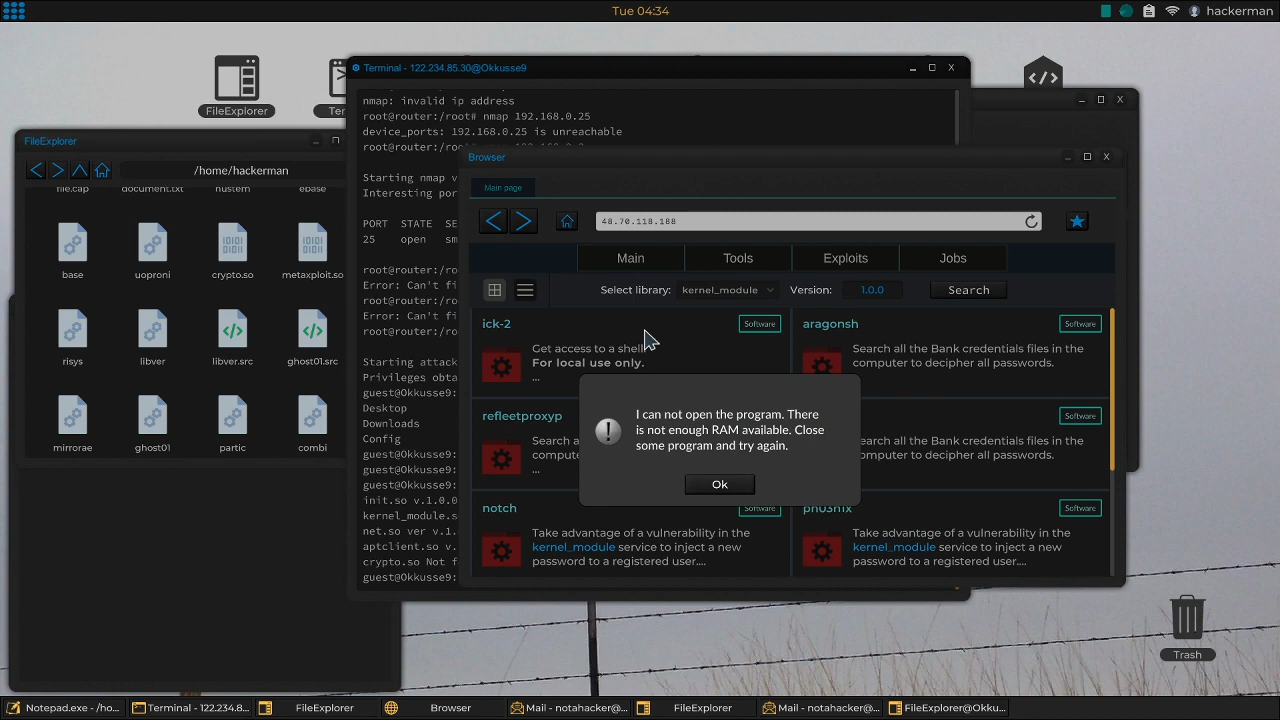 Tue 04:34
hackerman
FileExplorer
Ter
Terminal - 122.234.85.30@Okkusse9
nmap: invalid ip address
root@router:/root# nmap 192.168.0.25
device_ports: 192.168.0.25 is unreachable
Starting nmap v
Interesting por
PORT STATE SE
25 open sm
root@router:/ro
Error: Can't fi
root@router:/ro
Error: Can't fi
root@router:/ro
Starting attack
Privileges obta
guest@Okkusse9:
Desktop
Downloads
Config
guest@Okkusse9:
guest@Okkusse9:
guest@Okkusse9:
init.so v.1.0.0
kernel_module.s
net.so ver v.1.
aptclient.so v.
crypto.so Not f
guest@Okkusse9:
FileExplorer
/home/hackerman
file.cap document.txt hustem ebase
base uoproni crypto.so metaxploit.so
risys libver libver.src ghost01.src
mirrorae ghost01 partic combi
Browser
Main page
48.70.118.188
Main Tools Exploits Jobs
Select library: kernel_module Version: 1.0.0 Search
ick-2 Software
Get access to a shell
For local use only.
...
aragonsh Software
Search all the Bank credentials files in the
computer to decipher all passwords.
refleetproxyp
Search a
compute
...
Software
credentials files in the
computer to decipher all passwords.
notch Software
Take advantage of a vulnerability in the
kernel_module service to inject a new
password to a registered user....
ph03n1x Software
Take advantage of a vulnerability in the
kernel_module service to inject a new
password to a registered user....
I can not open the program. There
is not enough RAM available. Close
some program and try again.
Ok
Trash
Notepad.exe - /ho...
Terminal - 122.234.8...
FileExplorer
Browser
Mail - notahacker@...
FileExplorer
Mail - notahacker@...
FileExplorer@Okku...